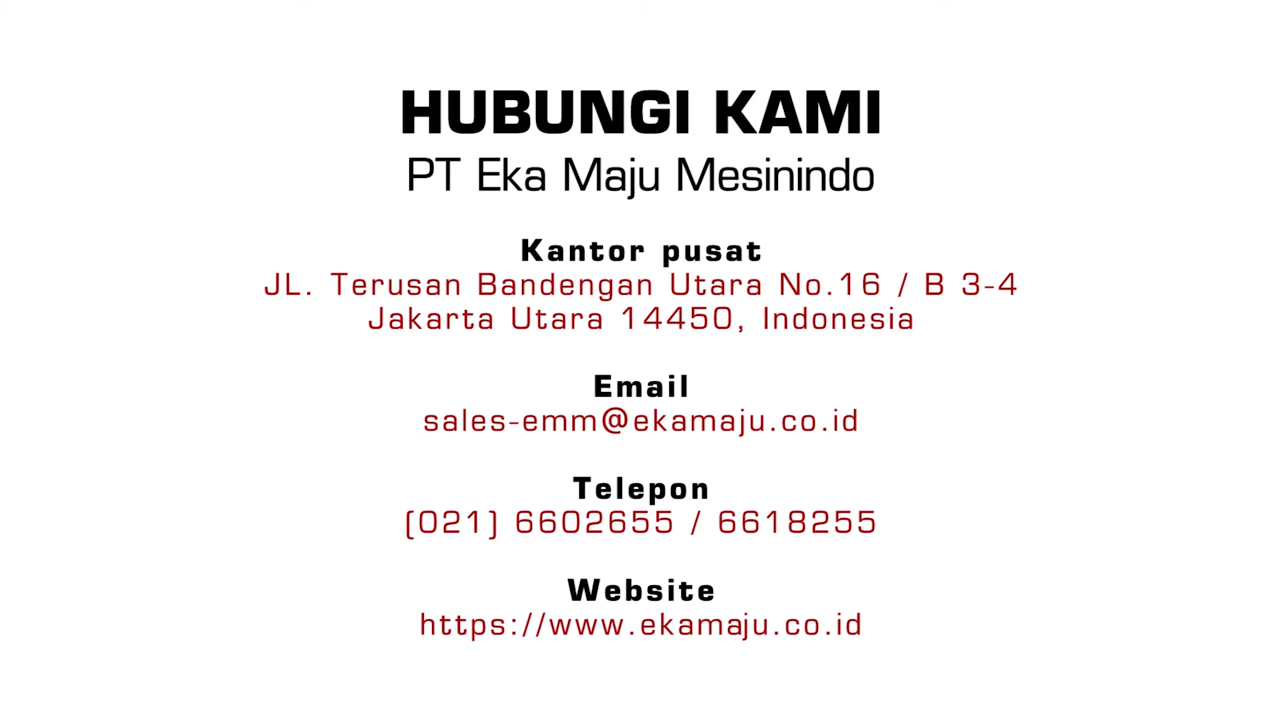 HUBUNGI KAMI
PT Eka Maju Mesinindo
Kantor pusat
JL. Terusan Bandengan Utara No.16 / B 3-4
Jakarta Utara 14450, Indonesia
Email
sales-emm@ekamaju.co.id
Telepon
(021) 6602655 / 6618255
Website
https://www.ekamaju.co.id